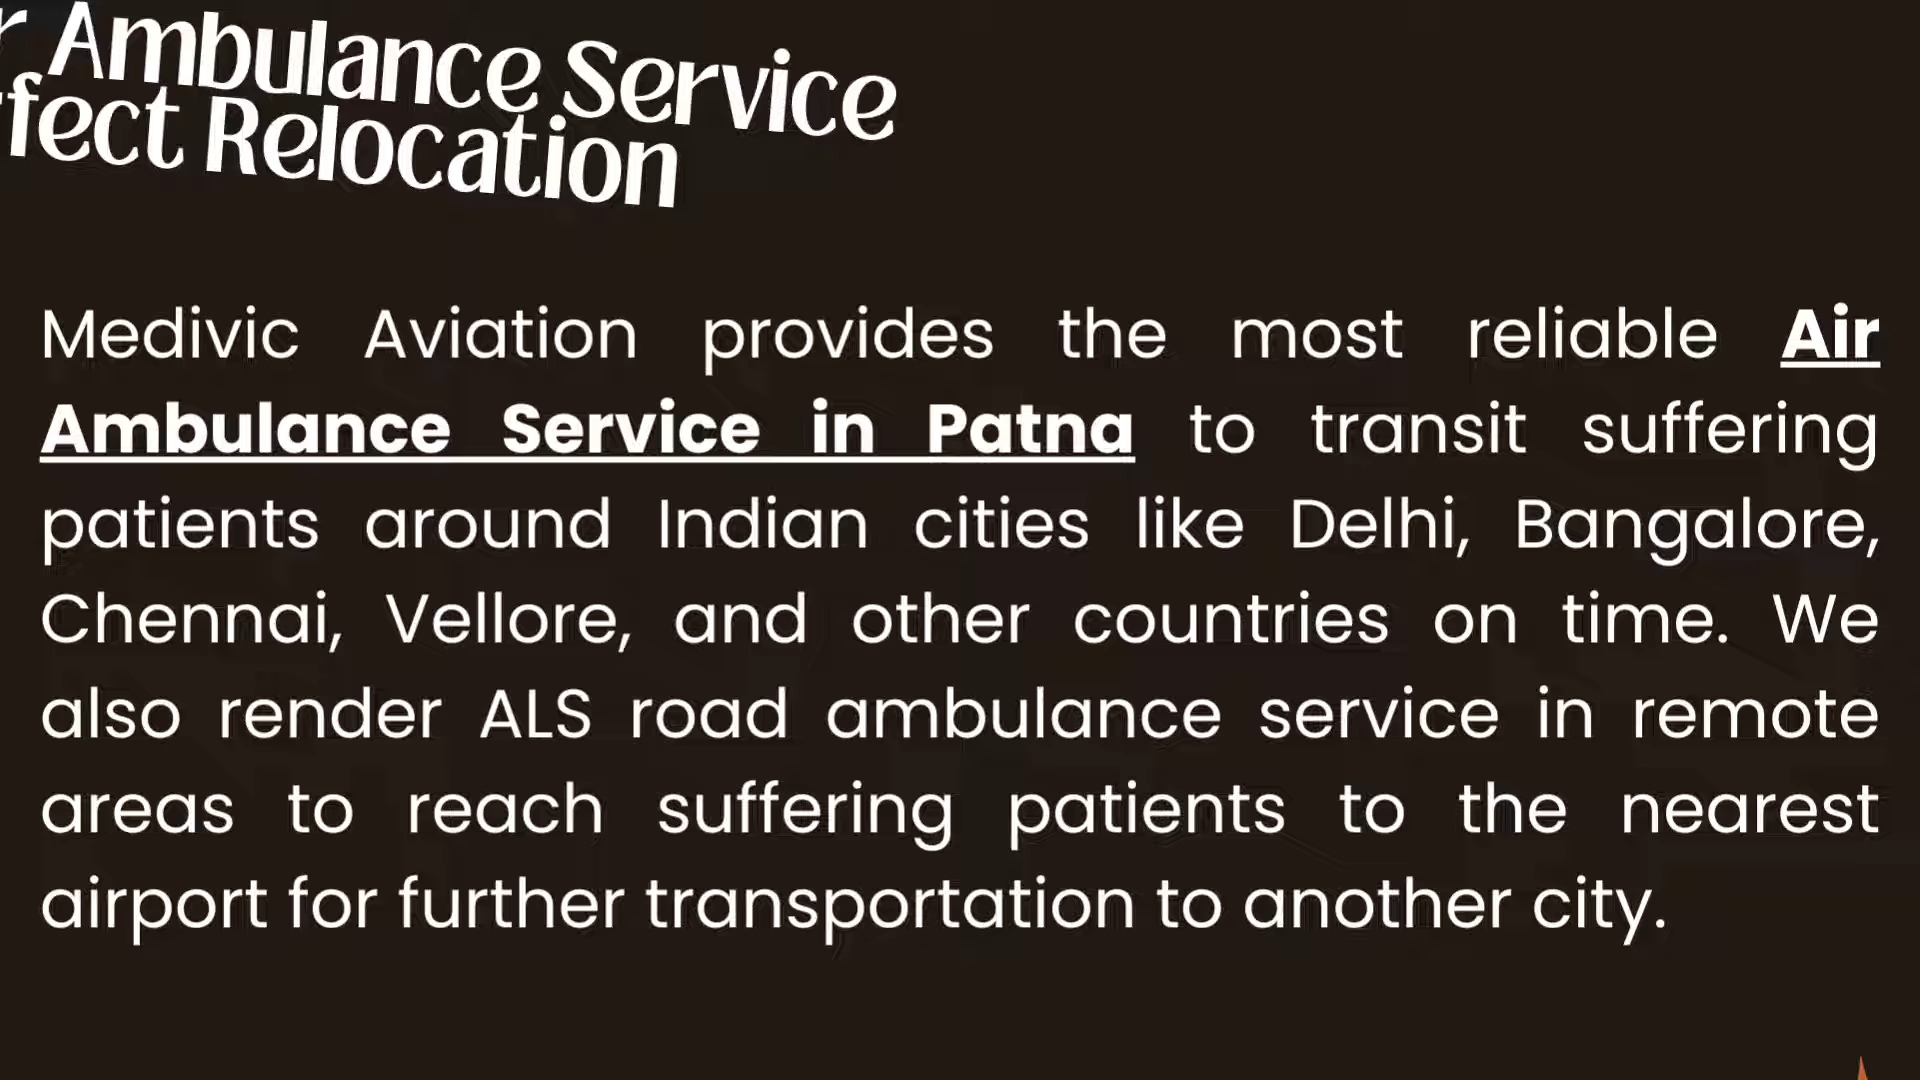 Ambulance Service
fect Relocation
Medivic Aviation provides the most reliable Air
Ambulance Service in Patna to transit suffering
patients around Indian cities like Delhi, Bangalore,
Chennai, Vellore, and other countries on time. We
also render ALS road ambulance service in remote
areas to reach suffering patients to the nearest
airport for further transportation to another city.